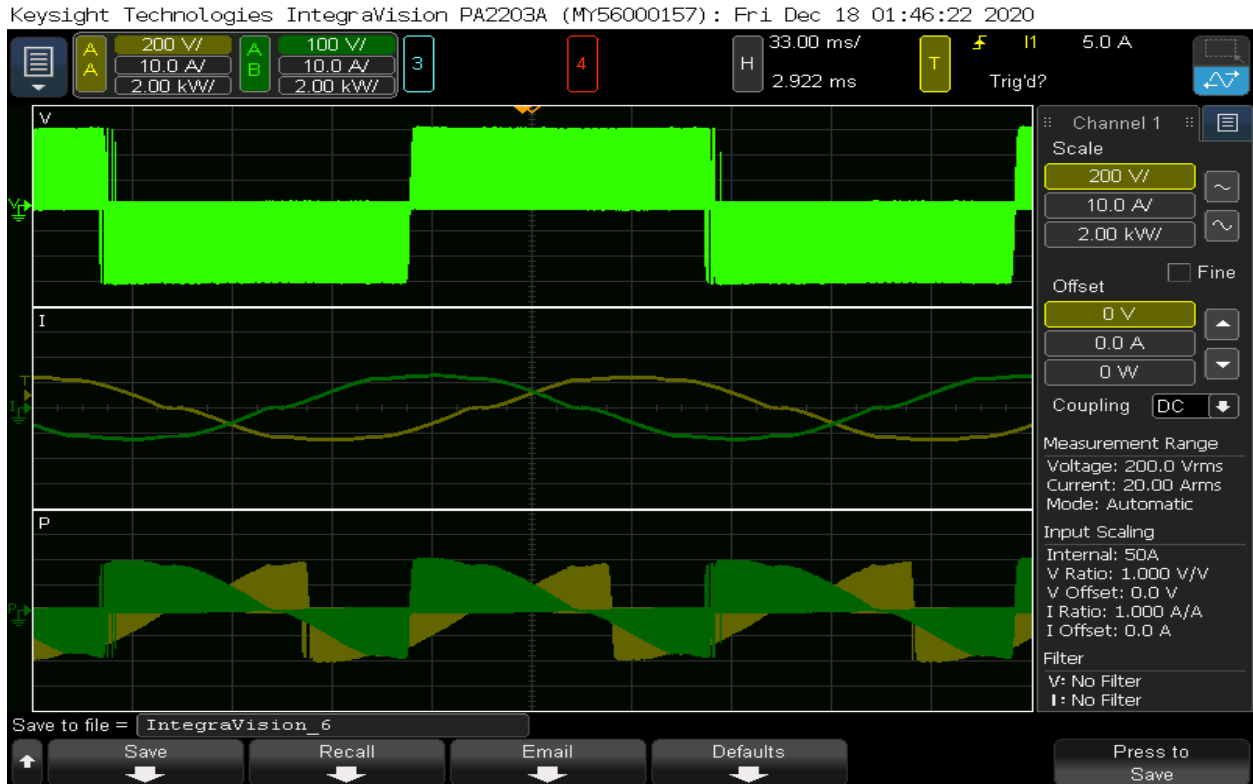 Keysight Technologies IntegraVision PA2203A (MY56000157): Fri Dec 18 01:46:22 2020
A A 200 V/ 10.0 A/ 2.00 kW/
A B 100 V/ 10.0 A/ 2.00 kW/
3
4
H 33.00 ms/ 2.922 ms
T I1 5.0 A Trig'd?
V
V
I
T
I
P
P
Channel 1
Scale
200 V/
10.0 A/
2.00 kW/
Fine
Offset
0 V
0.0 A
0 W
Coupling DC
Measurement Range
Voltage: 200.0 Vrms
Current: 20.00 Arms
Mode: Automatic
Input Scaling
Internal: 50A
V Ratio: 1.000 V/V
V Offset: 0.0 V
I Ratio: 1.000 A/A
I Offset: 0.0 A
Filter
V: No Filter
I: No Filter
Save to file = IntegraVision_6
Save Recall Email Defaults Press to
Save